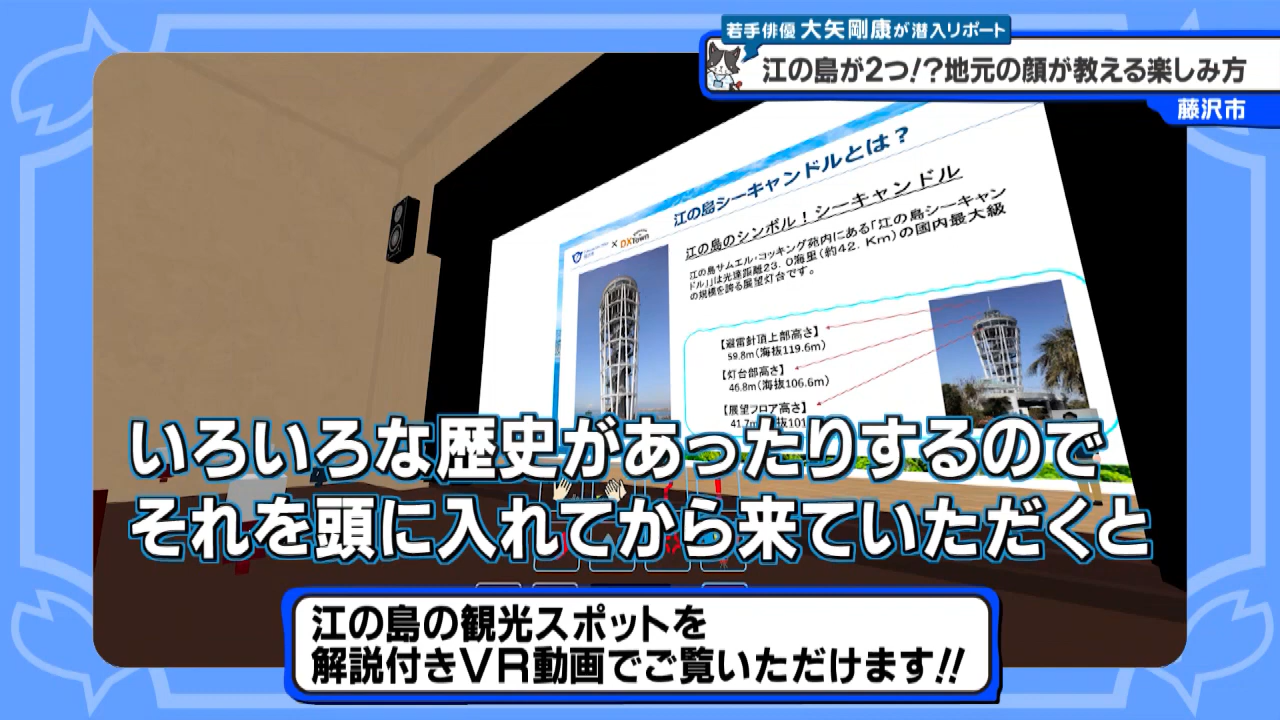 若手俳優 大矢剛康が潜入リポート
江の島が2つ!?地元の顔が教える楽しみ方
藤沢市
江の島シーキャンドルとは？
DXTown
江の島のシンボル！シーキャンドル
江の島サムエル・コッキング苑内にある「江の島シーキャン
ドル」は光達距離23．0海里（約42．Km）の国内最大級
の規模を誇る展望灯台です。
【避雷針頂上部高さ】
59.8m（海抜119.6m）
【灯台部高さ】
46.8m（海抜106.6m）
【展望フロア高さ】
いろいろな歴史があったりするので
それを頭に入れてから来ていただくと
江の島の観光スポットを
解説付きVR動画でご覧いただけます!!